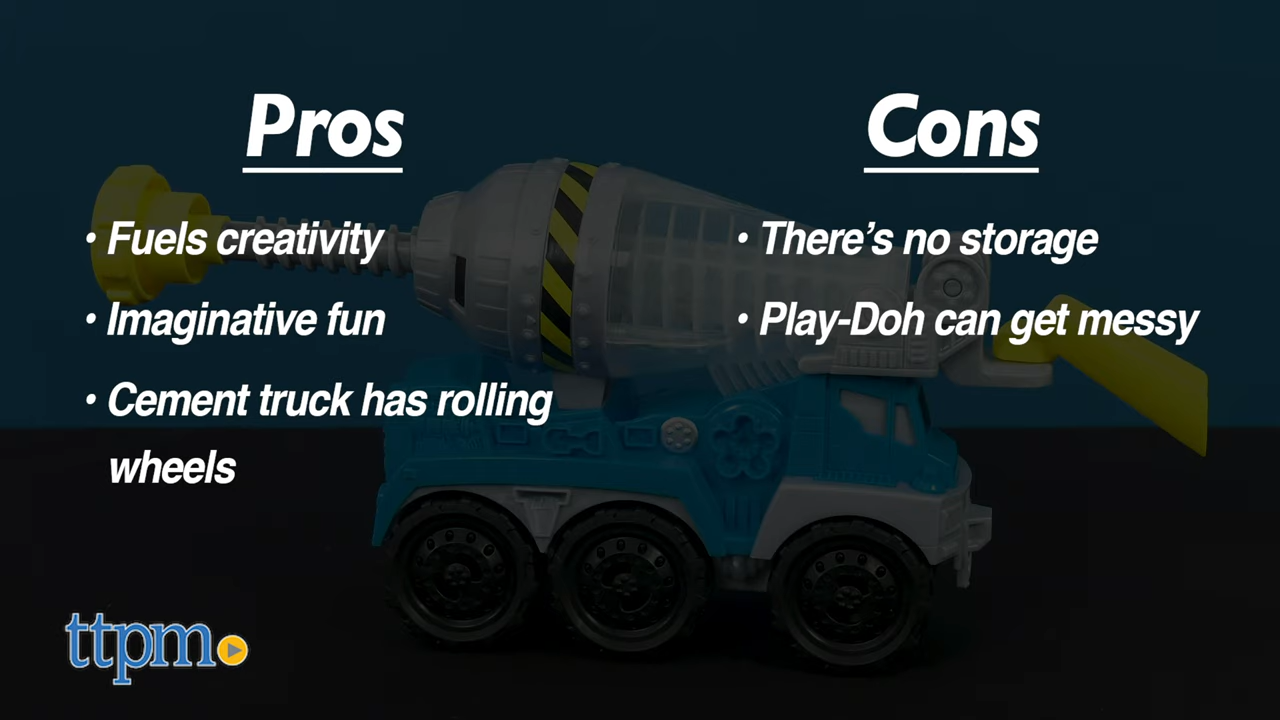 Pros
• Fuels creativity
• Imaginative fun
• Cement truck has rolling
wheels
Cons
• There's no storage
• Play-Doh can get messy
ttpm